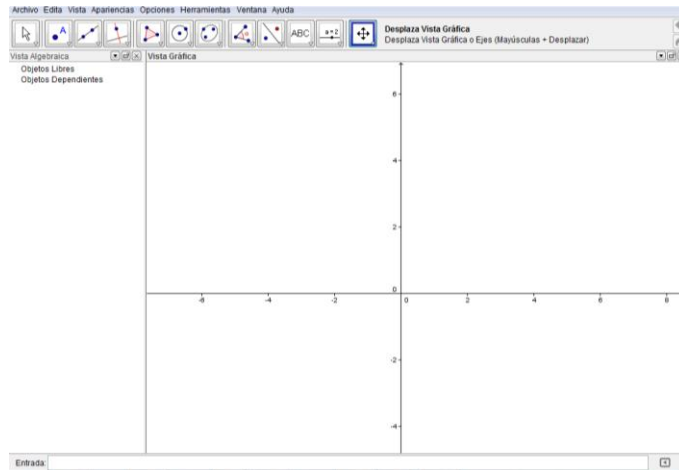 Archivo Edita Vista Apariencias Opciones Herramientas Ventana Ayuda
A
ABC
a=2
Desplaza Vista Gráfica
Desplaza Vista Gráfica o Ejes (Mayúsculas + Desplazar)
Vista Algebraica
Vista Gráfica
Objetos Libres
Objetos Dependientes
6
4
2
0
-6 -4 -2 0 2 4 6 8
-2
-4
Entrada: